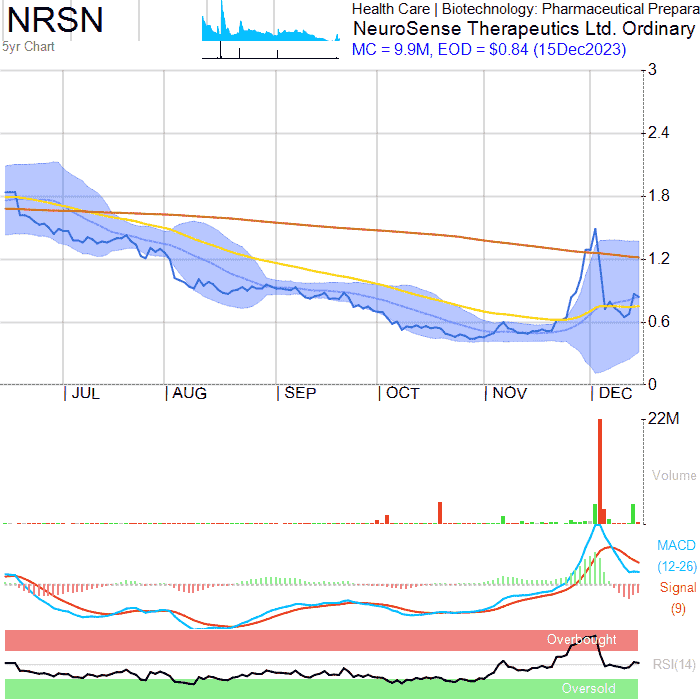 NRSN
5yr Chart
Health Care | Biotechnology: Pharmaceutical Prepara
NeuroSense Therapeutics Ltd. Ordinary
MC = 9.9M, EOD = $0.84 (15Dec2023)
3
2.4
1.8
1.2
0.6
0
JUL AUG SEP OCT NOV DEC
22M
Volume
MACD
(12-26)
Signal
(9)
Overbought
RSI(14)
Oversold